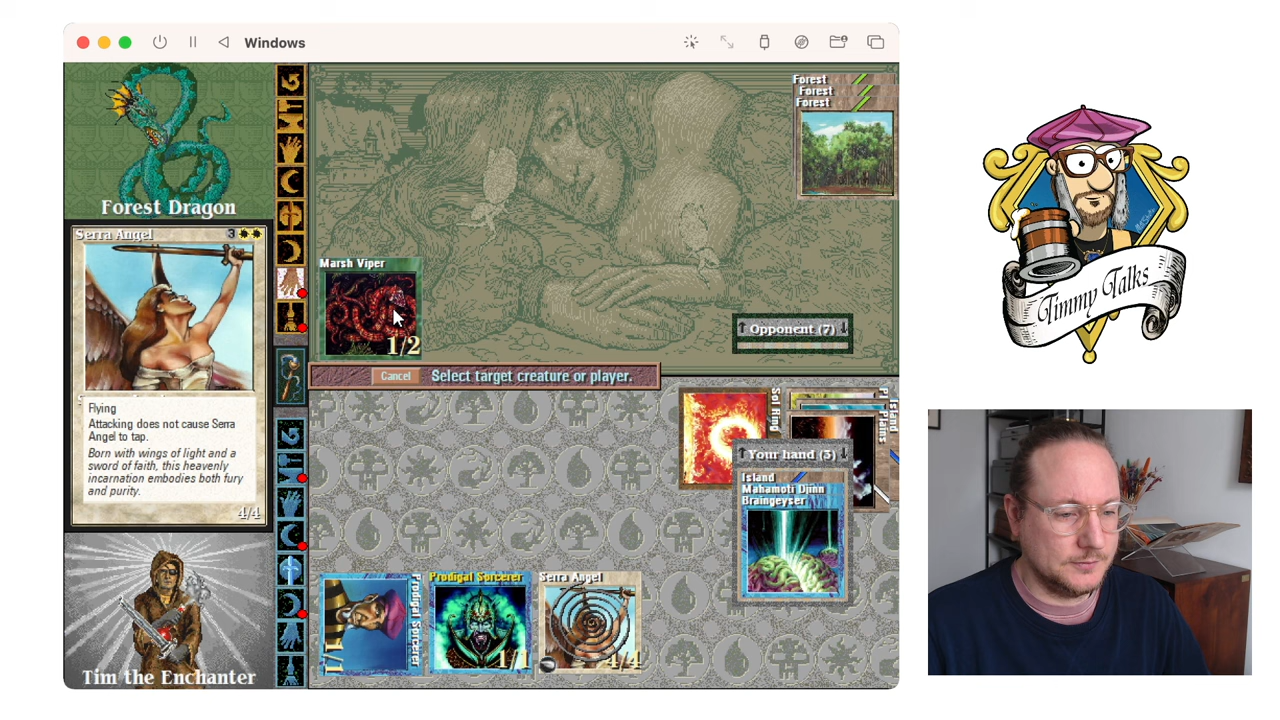 Windows
Forest
Forest
Forest
Forest Dragon
Serra Angel 3
Flying
Attacking does not cause Serra
Angel to tap.
Born with wings of light and a
sword of faith, this heavenly
incarnation embodies both fury
and purity.
4/4
Marsh Viper
1/2
Opponent (7)
Cancel Select target creature or player.
Sol Ring
Island
Plains
Your hand (3)
Island
Mahamoti Djinn
Braingeyser
Prodigal Sorcerer
1/1
Prodigal Sorcerer
1/1
Serra Angel
4/4
Tim the Enchanter
Timmy Talks